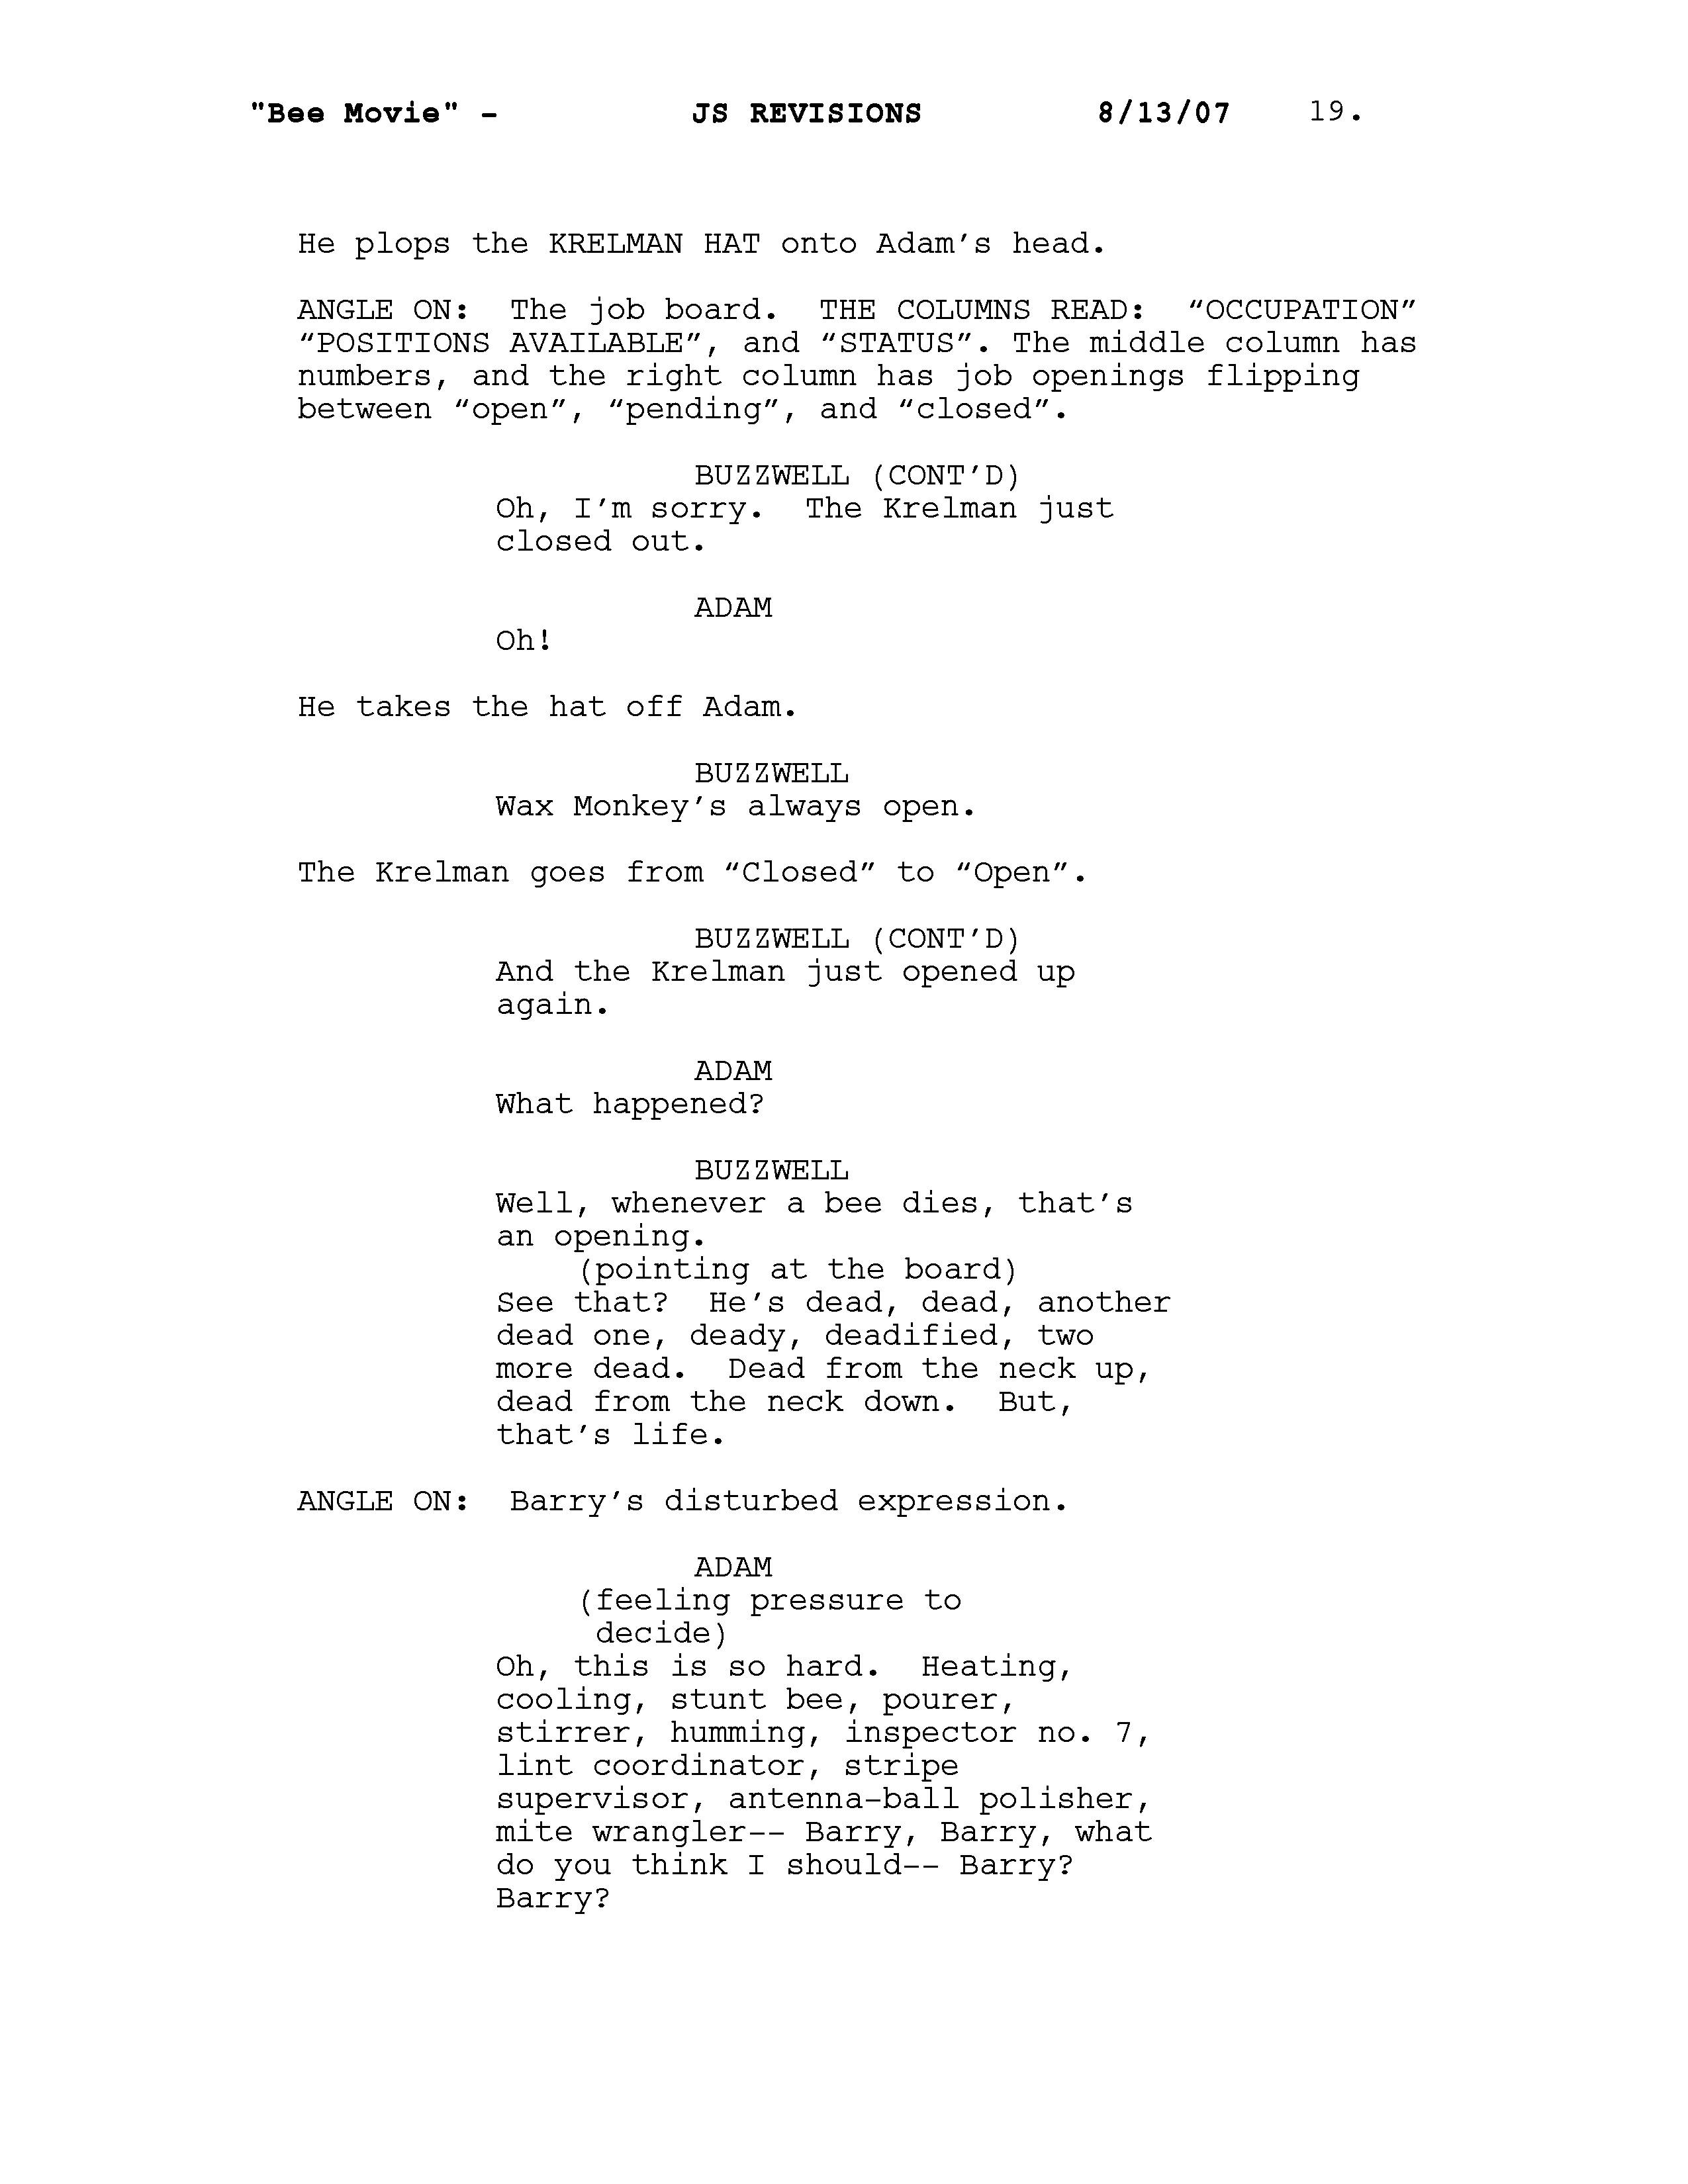 "Bee Movie" - JS REVISIONS 8/13/07 19.
He plops the KRELMAN HAT onto Adam’s head.
ANGLE ON:  The job board.  THE COLUMNS READ:  “OCCUPATION”
“POSITIONS AVAILABLE”, and “STATUS”. The middle column has
numbers, and the right column has job openings flipping
between “open”, “pending”, and “closed”.
BUZZWELL (CONT’D)
Oh, I’m sorry.  The Krelman just
closed out.
ADAM
Oh!
He takes the hat off Adam.
BUZZWELL
Wax Monkey’s always open.
The Krelman goes from “Closed” to “Open”.
BUZZWELL (CONT’D)
And the Krelman just opened up
again.
ADAM
What happened?
BUZZWELL
Well, whenever a bee dies, that’s
an opening.
(pointing at the board)
See that?  He’s dead, dead, another
dead one, deady, deadified, two
more dead.  Dead from the neck up,
dead from the neck down.  But,
that’s life.
ANGLE ON:  Barry’s disturbed expression.
ADAM
(feeling pressure to
decide)
Oh, this is so hard.  Heating,
cooling, stunt bee, pourer,
stirrer, humming, inspector no. 7,
lint coordinator, stripe
supervisor, antenna-ball polisher,
mite wrangler-- Barry, Barry, what
do you think I should-- Barry?
Barry?